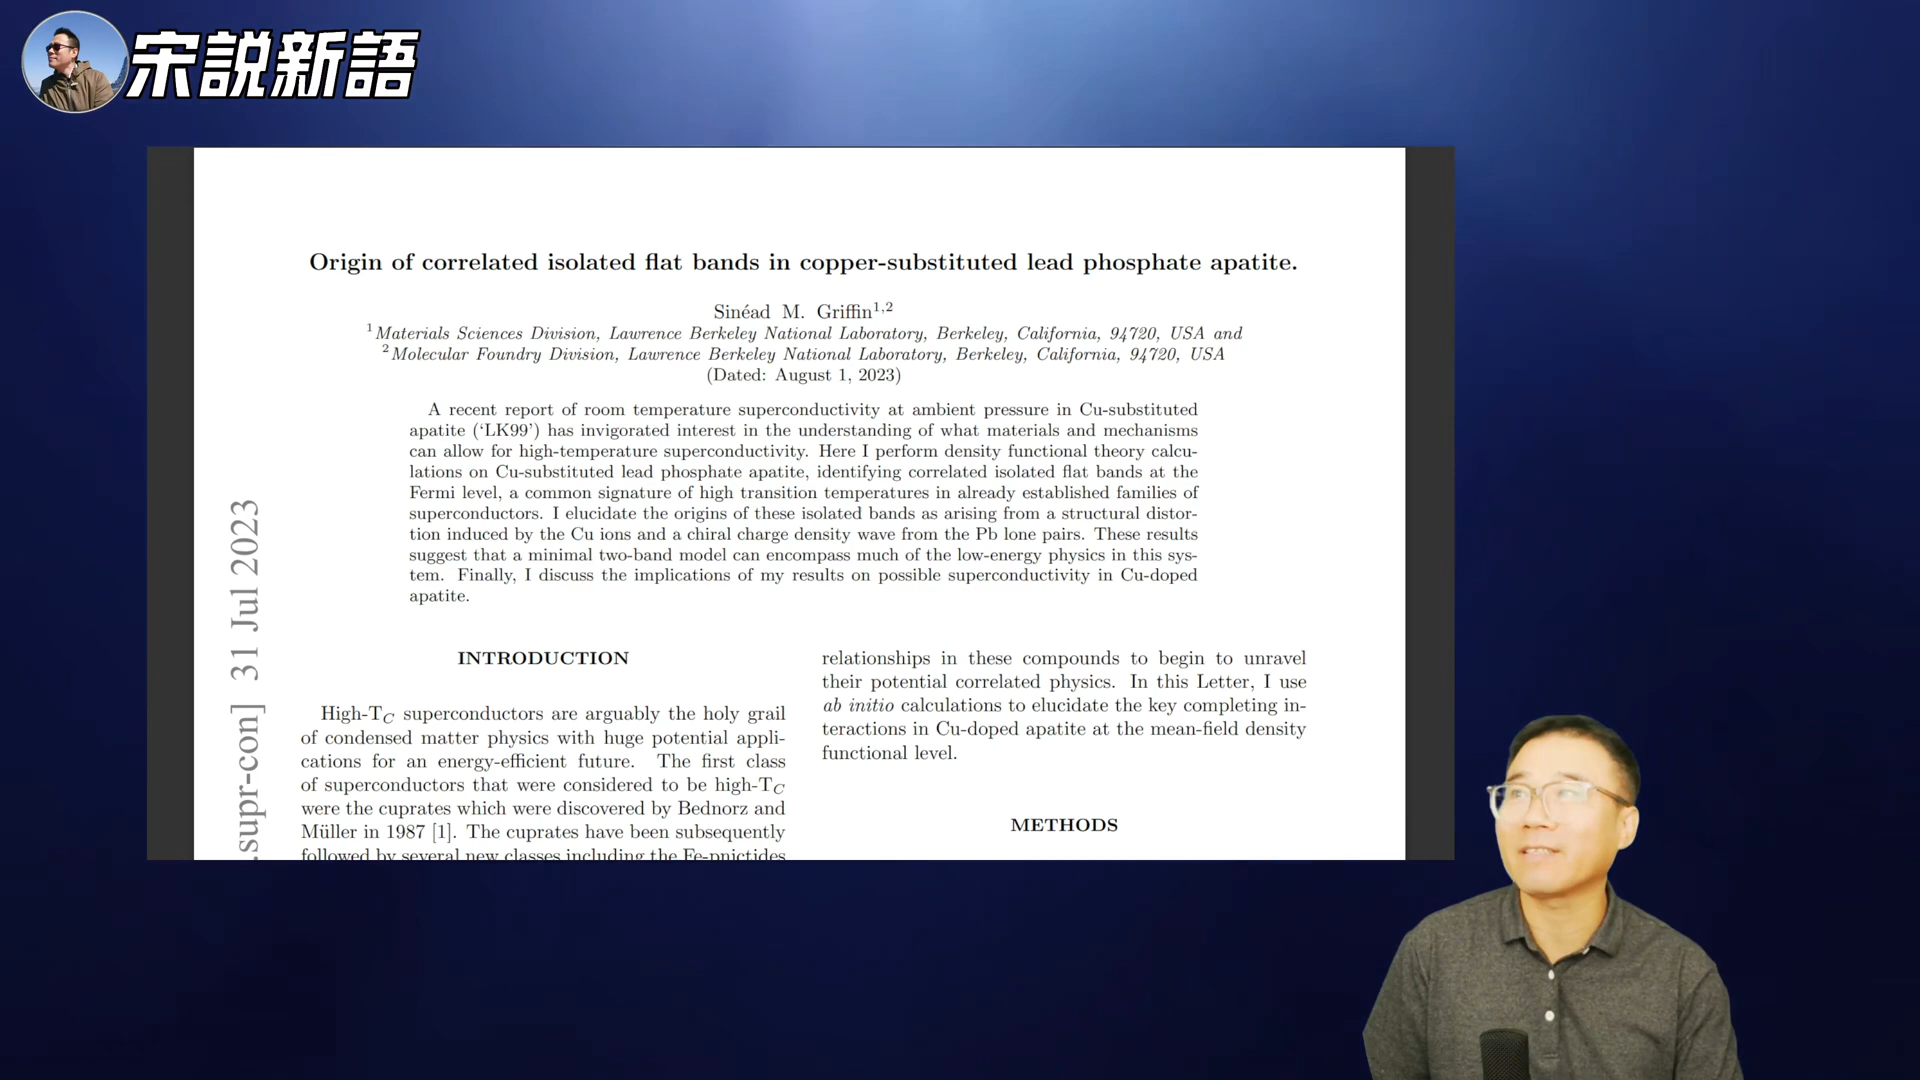 宋説新語
Origin of correlated isolated flat bands in copper-substituted lead phosphate apatite.
Sinéad M. Griffin1,2
1Materials Sciences Division, Lawrence Berkeley National Laboratory, Berkeley, California, 94720, USA and
2Molecular Foundry Division, Lawrence Berkeley National Laboratory, Berkeley, California, 94720, USA
(Dated: August 1, 2023)
A recent report of room temperature superconductivity at ambient pressure in Cu-substituted
apatite (‘LK99’) has invigorated interest in the understanding of what materials and mechanisms
can allow for high-temperature superconductivity. Here I perform density functional theory calcu-
lations on Cu-substituted lead phosphate apatite, identifying correlated isolated flat bands at the
Fermi level, a common signature of high transition temperatures in already established families of
superconductors. I elucidate the origins of these isolated bands as arising from a structural distor-
tion induced by the Cu ions and a chiral charge density wave from the Pb lone pairs. These results
suggest that a minimal two-band model can encompass much of the low-energy physics in this sys-
tem. Finally, I discuss the implications of my results on possible superconductivity in Cu-doped
apatite.
.supr-con] 31 Jul 2023
INTRODUCTION
High-TC superconductors are arguably the holy grail
of condensed matter physics with huge potential appli-
cations for an energy-efficient future. The first class
of superconductors that were considered to be high-TC
were the cuprates which were discovered by Bednorz and
Müller in 1987 [1]. The cuprates have been subsequently
followed by several new classes including the Fe-pnictides
relationships in these compounds to begin to unravel
their potential correlated physics. In this Letter, I use
ab initio calculations to elucidate the key completing in-
teractions in Cu-doped apatite at the mean-field density
functional level.
METHODS